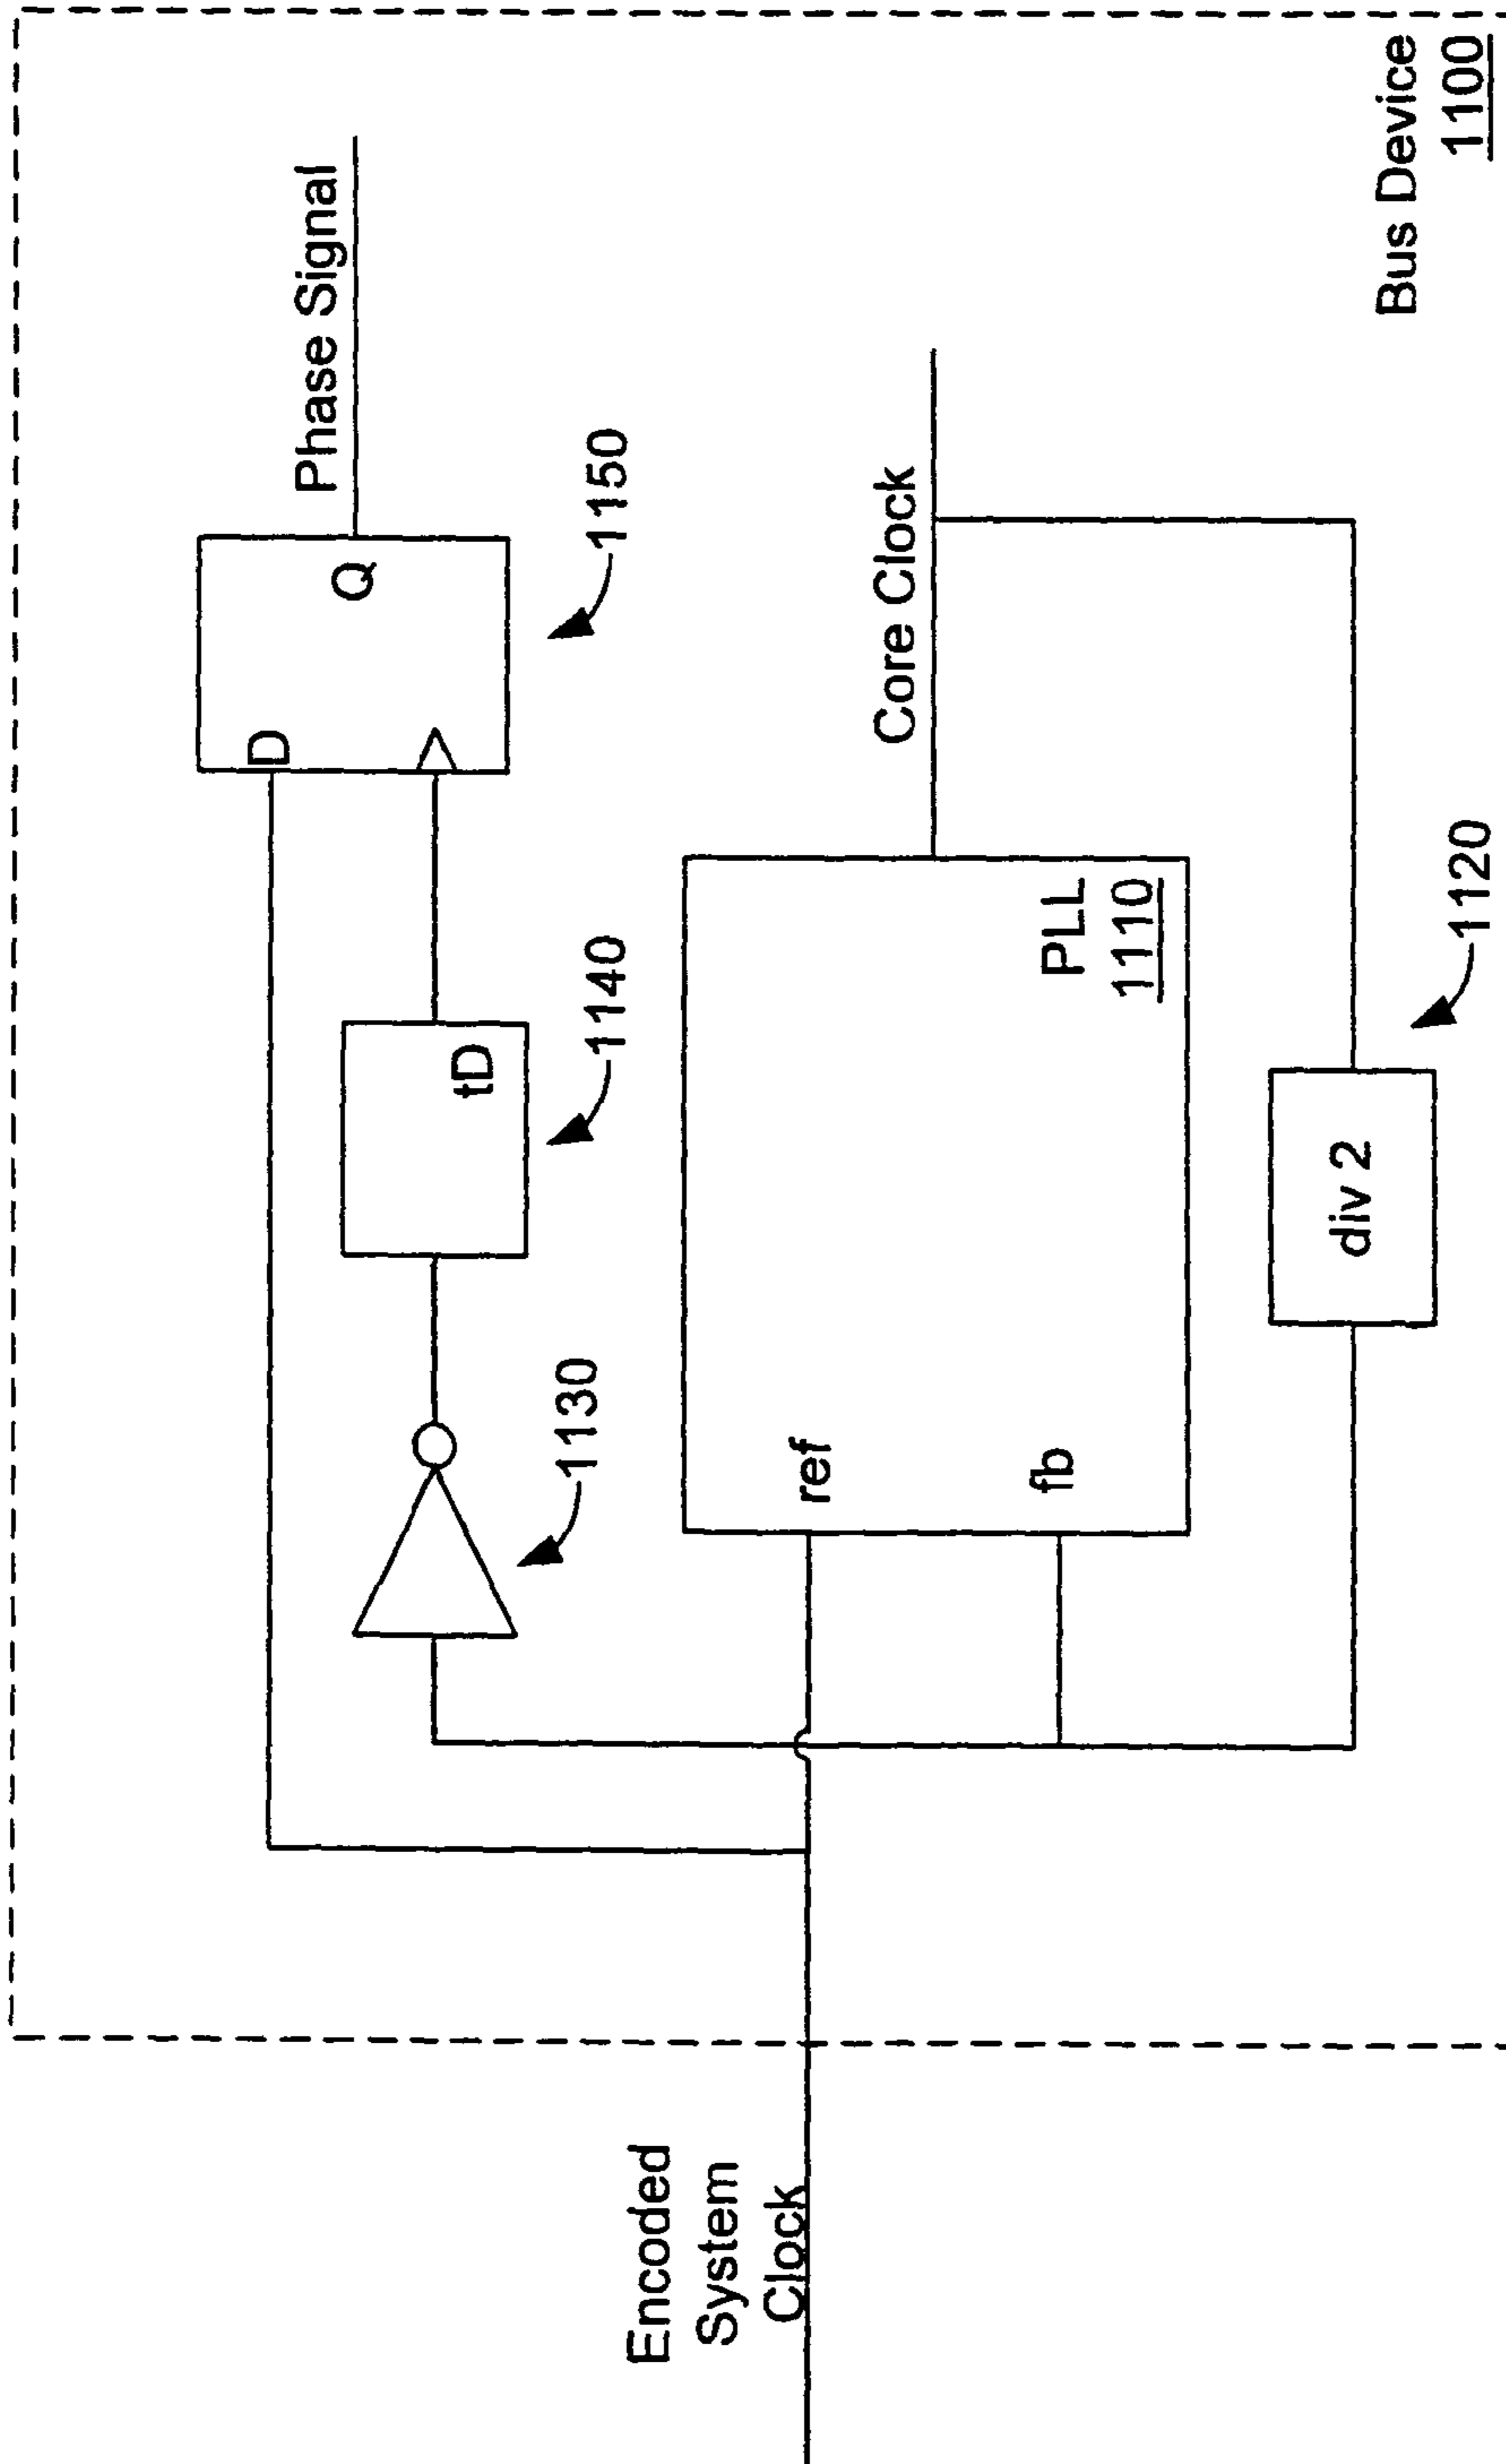 Encoded
System
Clock
D
Q
Phase Signal
1150
tD
1140
1130
ref
fb
PLL
1110
Core Clock
div 2
1120
Bus Device
1100